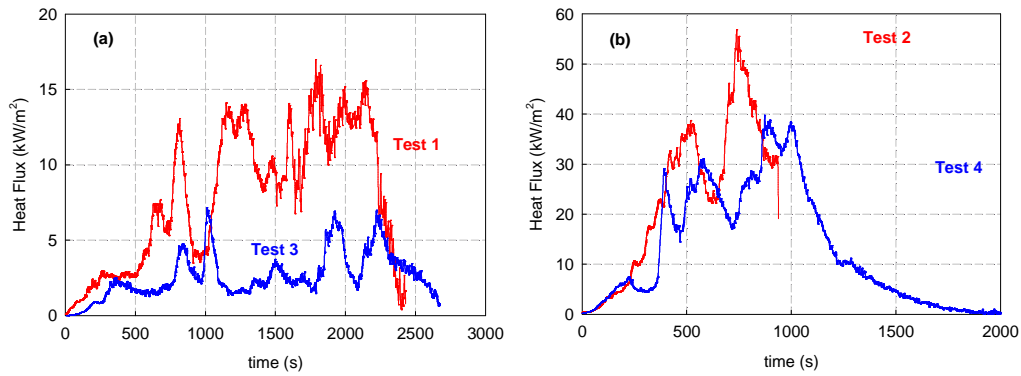 (a)
Test 1
Test 3
Heat Flux (kW/m²)
20
15
10
5
0
0 500 1000 1500 2000 2500 3000
time (s)
(b)
Test 2
Test 4
Heat Flux (kW/m²)
60
50
40
30
20
10
0
0 500 1000 1500 2000
time (s)